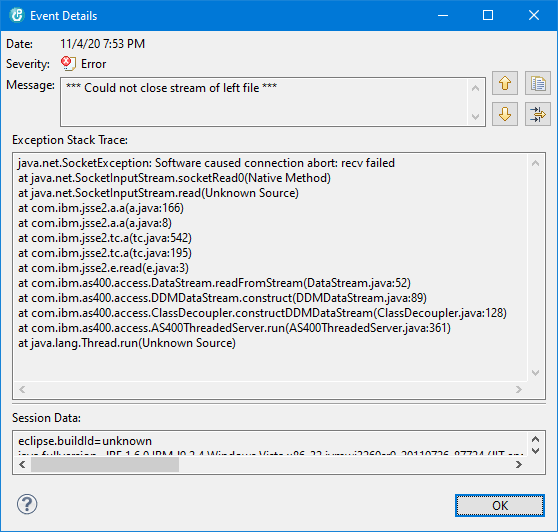 Event Details
Date: 11/4/20 7:53 PM
Severity: Error
Message: *** Could not close stream of left file ***
Exception Stack Trace:
java.net.SocketException: Software caused connection abort: recv failed
at java.net.SocketInputStream.socketRead0(Native Method)
at java.net.SocketInputStream.read(Unknown Source)
at com.ibm.jsse2.a.a(a.java:166)
at com.ibm.jsse2.a.a(a.java:8)
at com.ibm.jsse2.tc.a(tc.java:542)
at com.ibm.jsse2.tc.a(tc.java:195)
at com.ibm.jsse2.e.read(e.java:3)
at com.ibm.as400.access.DataStream.readFromStream(DataStream.java:52)
at com.ibm.as400.access.DDMDataStream.construct(DDMDataStream.java:89)
at com.ibm.as400.access.ClassDecoupler.constructDDMDataStream(ClassDecoupler.java:128)
at com.ibm.as400.access.AS400ThreadedServer.run(AS400ThreadedServer.java:361)
at java.lang.Thread.run(Unknown Source)
Session Data:
eclipse.buildId=unknown
OK